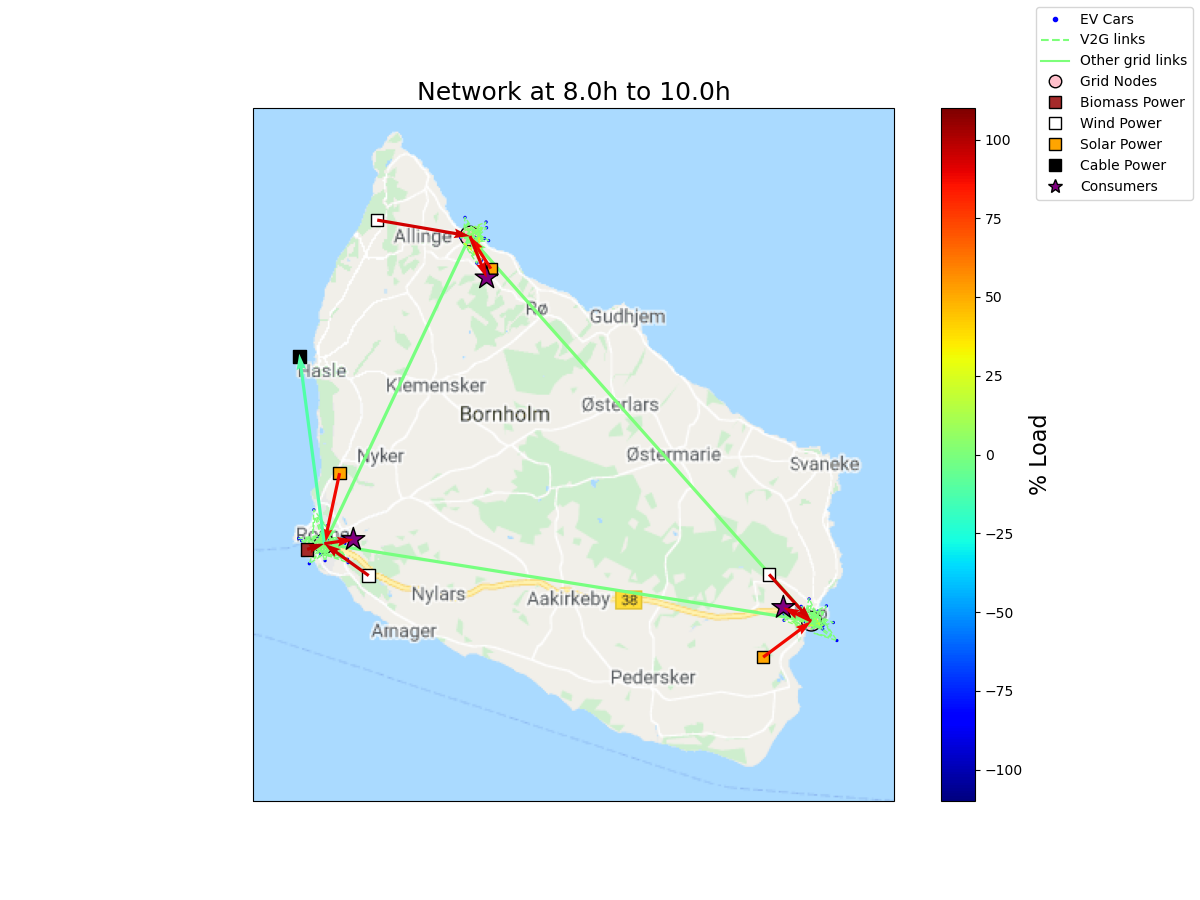 EV Cars
V2G links
Other grid links
Grid Nodes
Biomass Power
Wind Power
Solar Power
Cable Power
Consumers
Network at 8.0h to 10.0h
Allinge
Rø
Gudhjem
Hasle
Klemensker
Bornholm
Østerlars
Nyker
Østermarie
Svaneke
Nylars
Aakirkeby
38
Arnager
Pedersker
100
75
50
25
0
−25
−50
−75
−100
% Load